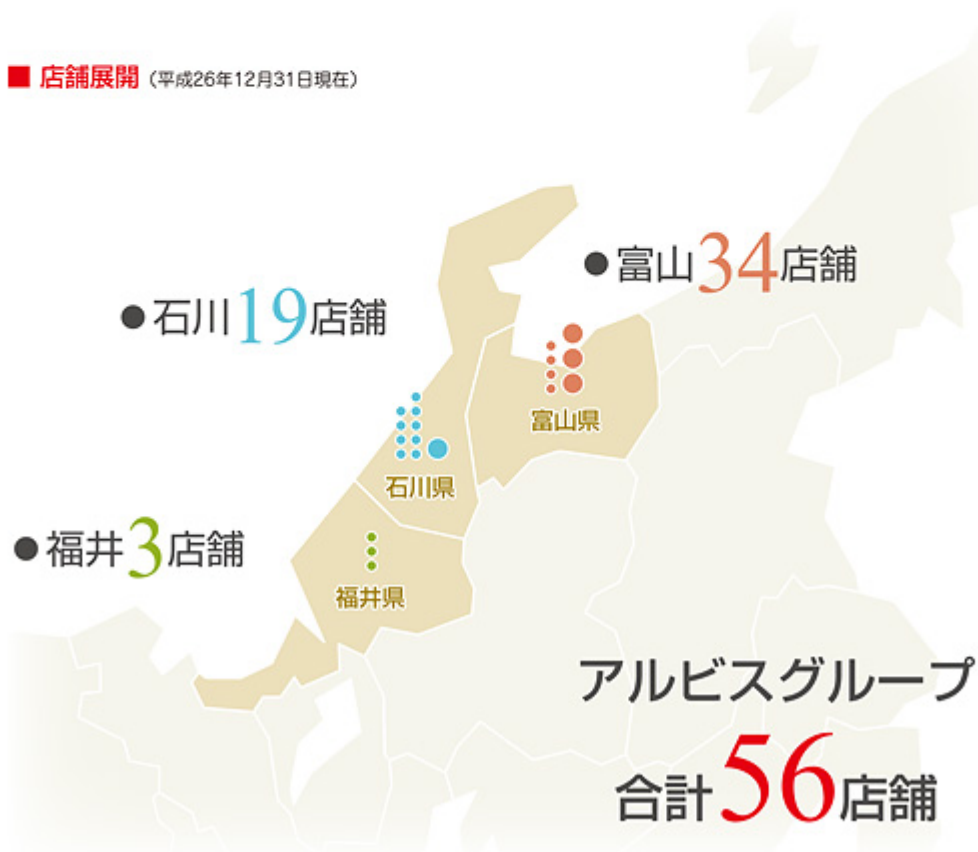 ■ 店舗展開（平成26年12月31日現在）
●富山34店舗
●石川19店舗
富山県
石川県
●福井3店舗
福井県
アルビスグループ
合計56店舗